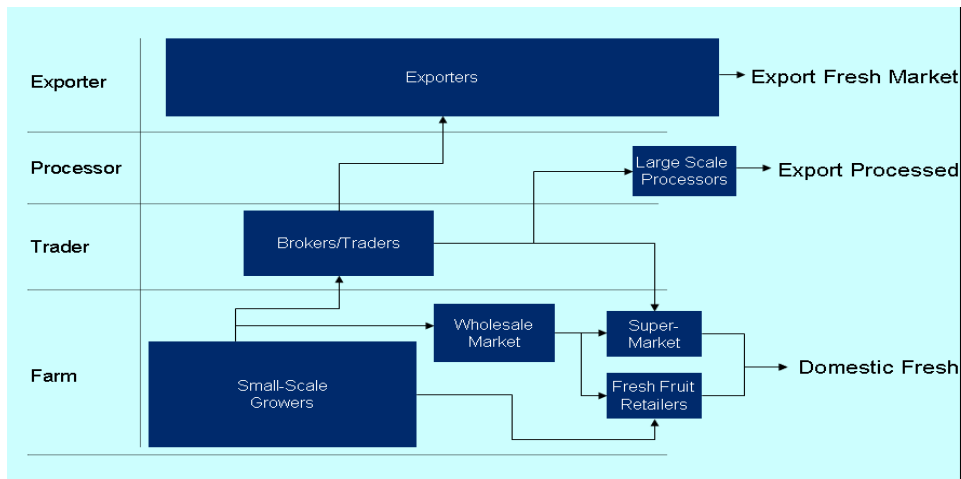 Exporter
Exporters
Export Fresh Market
Processor
Large Scale
Processors
Export Processed
Trader
Brokers/Traders
Farm
Small-Scale
Growers
Wholesale
Market
Super-
Market
Fresh Fruit
Retailers
Domestic Fresh